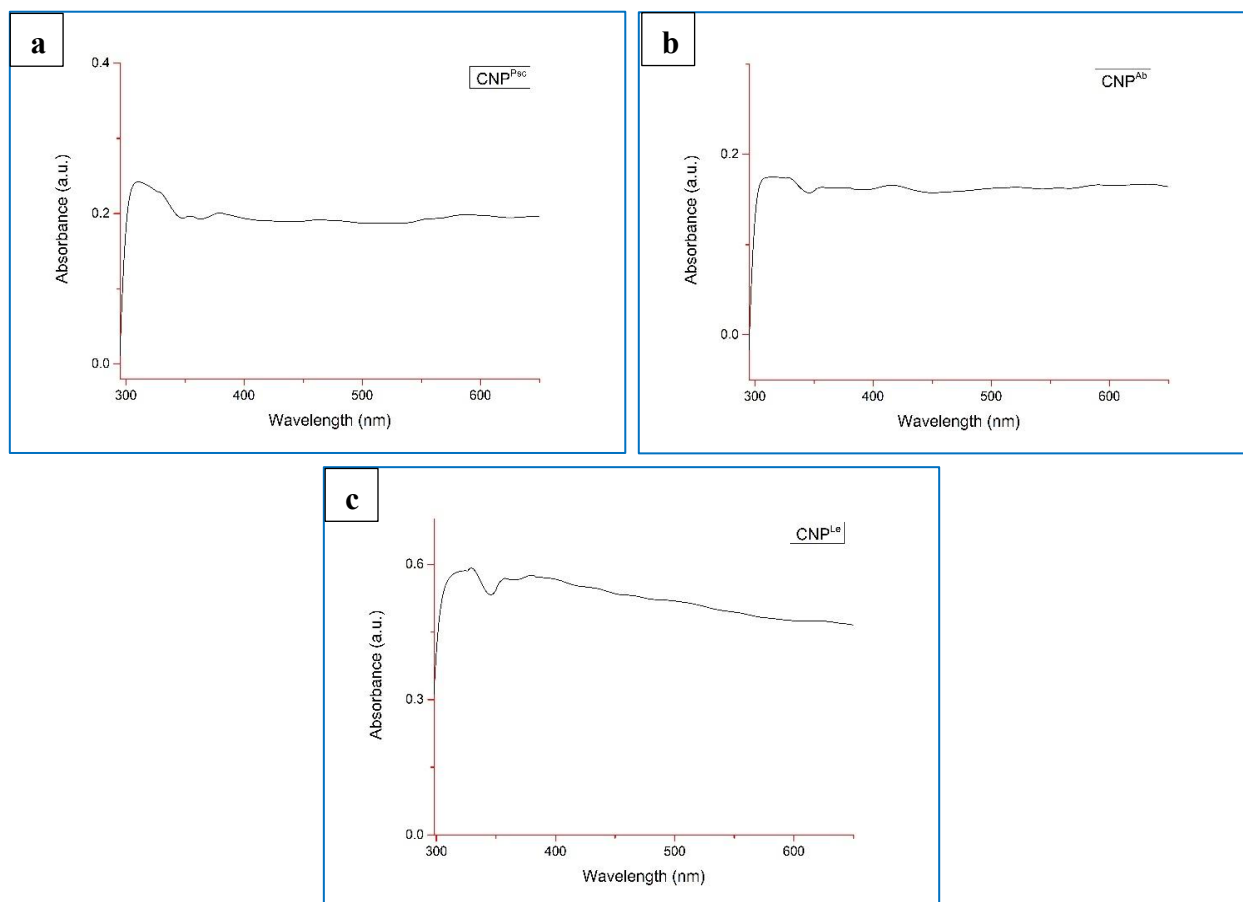 a
CNP^Psc
0.4
0.2
0.0
Absorbance (a.u.)
300 400 500 600
Wavelength (nm)
b
CNP^Ab
0.2
0.0
Absorbance (a.u.)
300 400 500 600
Wavelength (nm)
c
CNP^Le
0.6
0.3
0.0
Absorbance (a.u.)
300 400 500 600
Wavelength (nm)